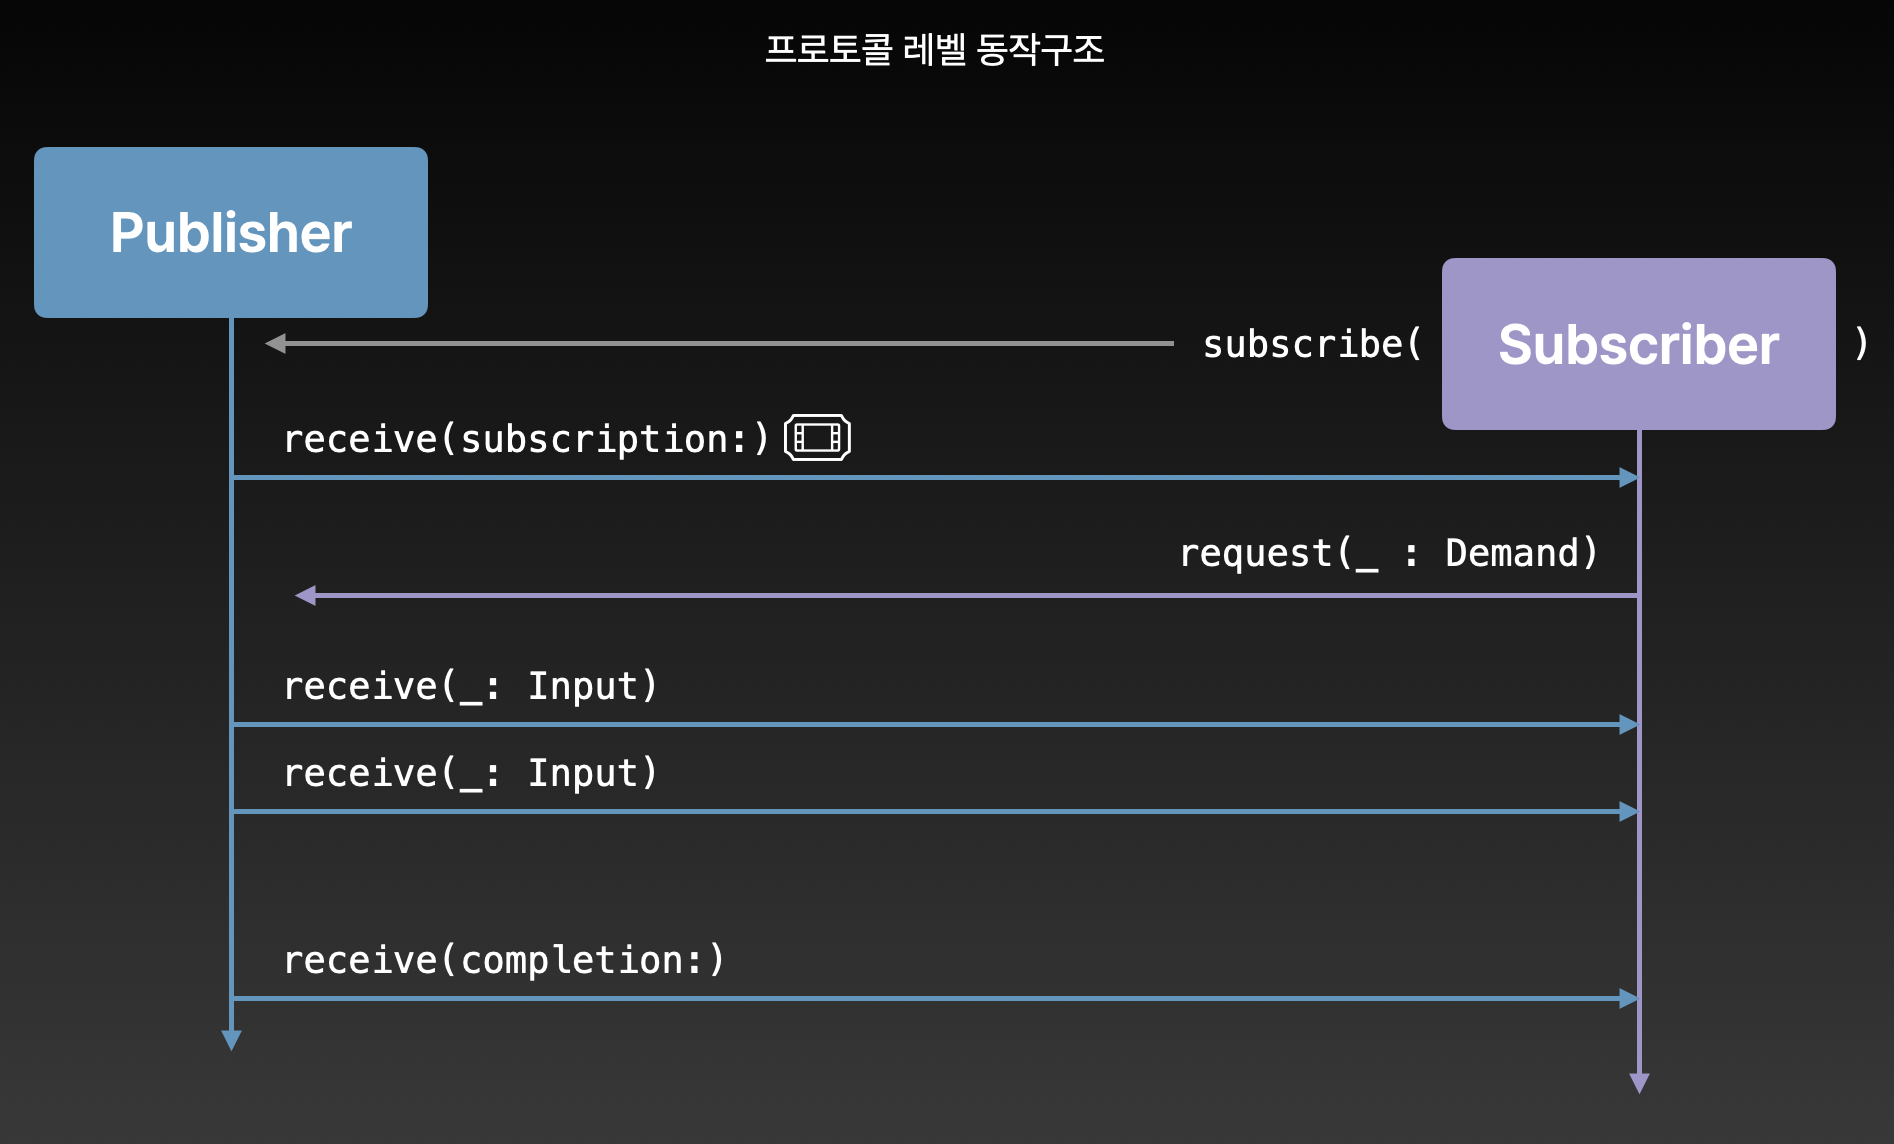 프로토콜 레벨 동작구조
Publisher
subscribe( Subscriber )
receive(subscription:)
request(_ : Demand)
receive(_: Input)
receive(_: Input)
receive(completion:)